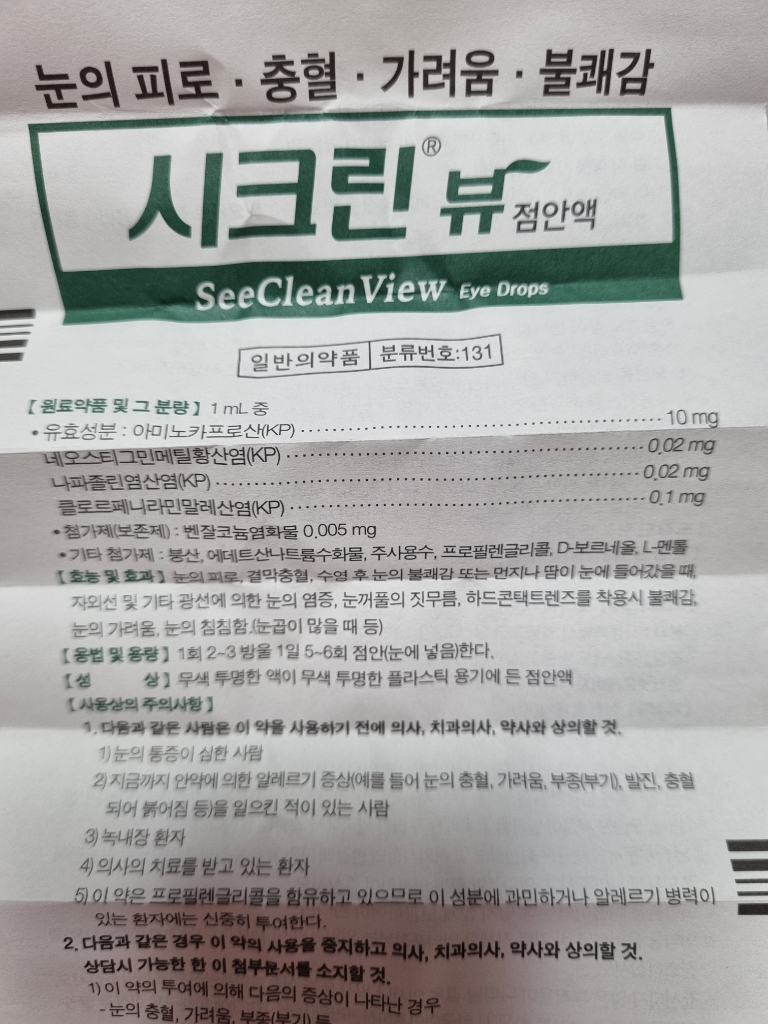 눈의 피로 · 충혈 · 가려움 · 불쾌감
시크린® 뷰 점안액
SeeClean View Eye Drops
일반의약품 분류번호:131
【 원료약품 및 그 분량 】 1 mL 중
• 유효성분 : 아미노카프로산(KP) ································ 10 mg
네오스티그민메틸황산염(KP) ································ 0.02 mg
나파졸린염산염(KP) ································ 0.02 mg
클로르페니라민말레산염(KP) ································ 0.1 mg
• 첨가제(보존제) : 벤잘코늄염화물 0.005 mg
• 기타 첨가제 : 붕산, 에데트산나트륨수화물, 주사용수, 프로필렌글리콜, D-보르네올, L-멘톨
【 효능 및 효과 】 눈의 피로, 결막충혈, 수영 후 눈의 불쾌감 또는 먼지나 땀이 눈에 들어갔을 때,
자외선 및 기타 광선에 의한 눈의 염증, 눈꺼풀의 짓무름, 하드콘택트렌즈를 착용시 불쾌감,
눈의 가려움, 눈의 침침함.(눈곱이 많을 때 등)
【 용법 및 용량 】 1회 2~3 방울 1일 5~6회 점안(눈에 넣음)한다.
【 성 상 】 무색 투명한 액이 무색 투명한 플라스틱 용기에 든 점안액
【 사용상의 주의사항 】
1. 다음과 같은 사람은 이 약을 사용하기 전에 의사, 치과의사, 약사와 상의할 것.
1) 눈의 통증이 심한 사람
2) 지금까지 안약에 의한 알레르기 증상(예를 들어 눈의 충혈, 가려움, 부종(부기), 발진, 충혈
되어 붉어짐 등)을 일으킨 적이 있는 사람
3) 녹내장 환자
4) 의사의 치료를 받고 있는 환자
5) 이 약은 프로필렌글리콜을 함유하고 있으므로 이 성분에 과민하거나 알레르기 병력이
있는 환자에는 신중히 투여한다.
2. 다음과 같은 경우 이 약의 사용을 중지하고 의사, 치과의사, 약사와 상의할 것.
상담시 가능한 한 이 첨부문서를 소지할 것.
1) 이 약의 투여에 의해 다음의 증상이 나타난 경우
- 눈의 충혈, 가려움, 부종(부기) 등